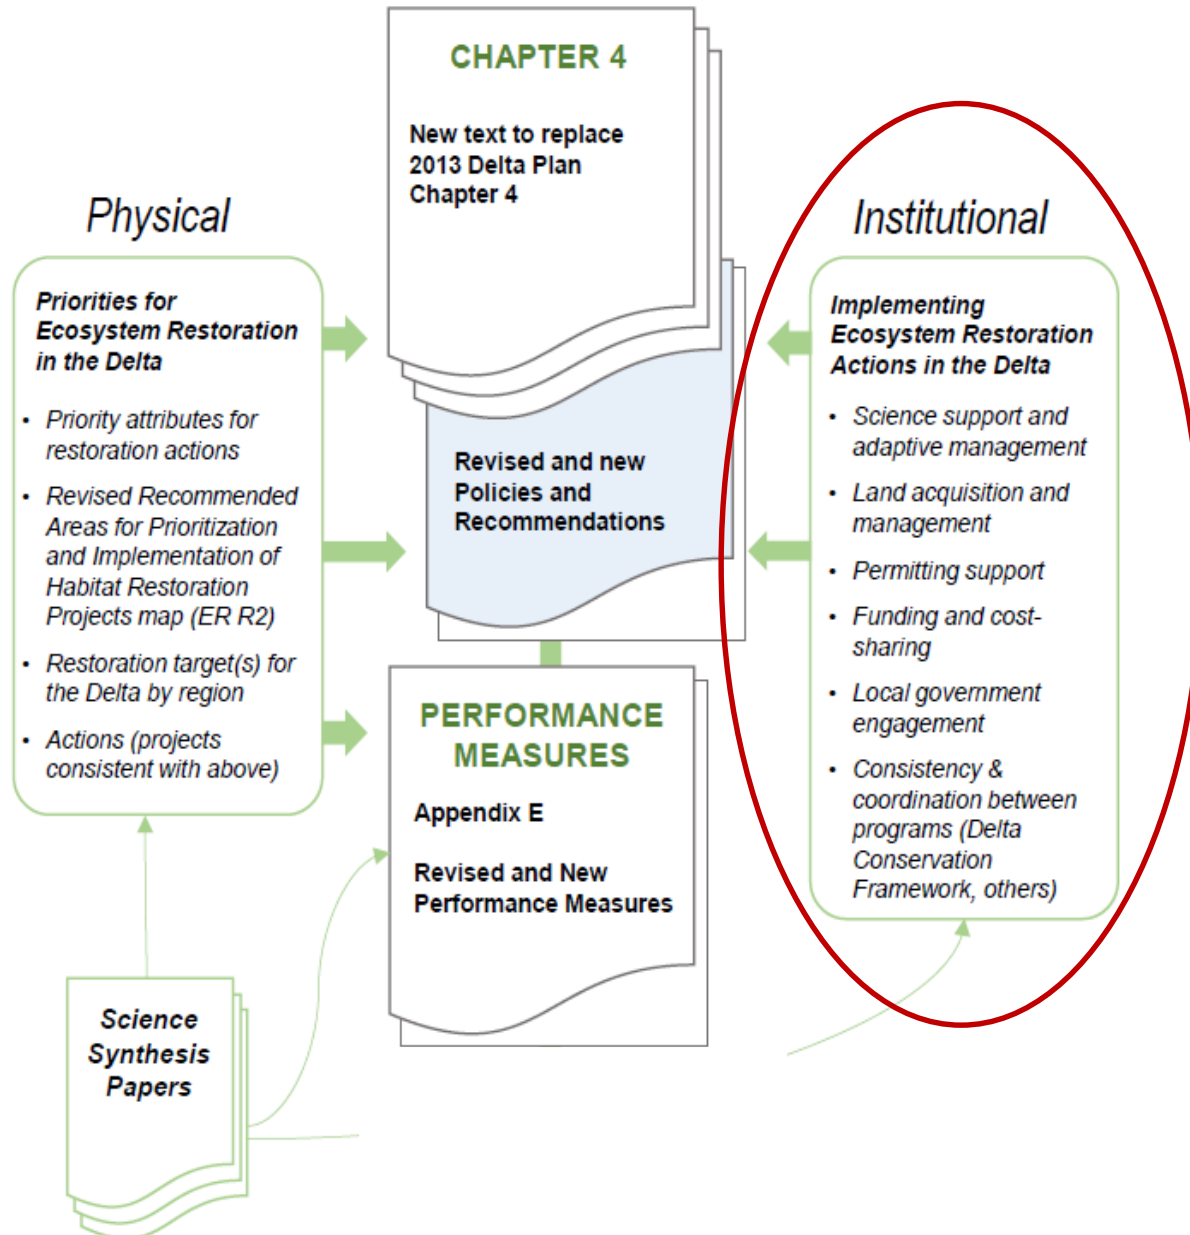 CHAPTER 4
New text to replace
2013 Delta Plan
Chapter 4
Physical
Priorities for
Ecosystem Restoration
in the Delta
• Priority attributes for
restoration actions
• Revised Recommended
Areas for Prioritization
and Implementation of
Habitat Restoration
Projects map (ER R2)
• Restoration target(s) for
the Delta by region
• Actions (projects
consistent with above)
Revised and new
Policies and
Recommendations
Institutional
Implementing
Ecosystem Restoration
Actions in the Delta
• Science support and
adaptive management
• Land acquisition and
management
• Permitting support
• Funding and cost-
sharing
• Local government
engagement
• Consistency &
coordination between
programs (Delta
Conservation
Framework, others)
PERFORMANCE
MEASURES
Appendix E
Revised and New
Performance Measures
Science
Synthesis
Papers